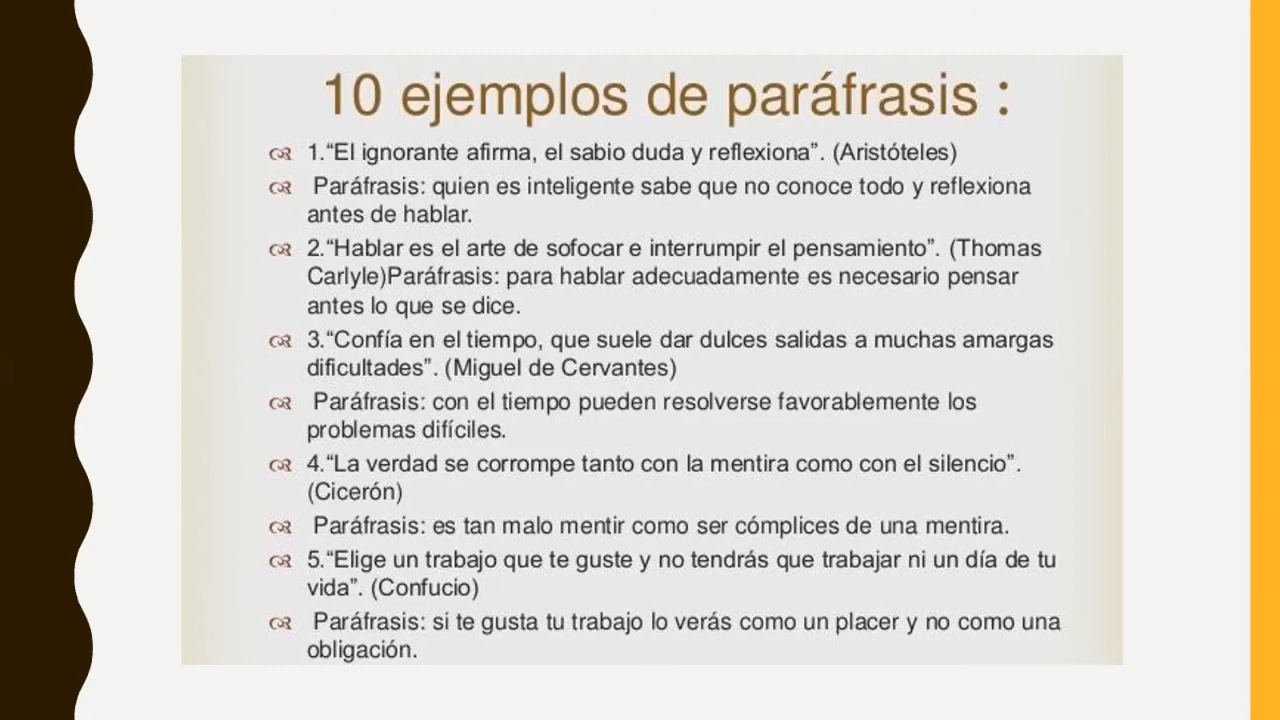 10 ejemplos de paráfrasis :
1.“El ignorante afirma, el sabio duda y reflexiona”. (Aristóteles)
Paráfrasis: quien es inteligente sabe que no conoce todo y reflexiona
antes de hablar.
2.“Hablar es el arte de sofocar e interrumpir el pensamiento”. (Thomas
Carlyle)Paráfrasis: para hablar adecuadamente es necesario pensar
antes lo que se dice.
3.“Confía en el tiempo, que suele dar dulces salidas a muchas amargas
dificultades”. (Miguel de Cervantes)
Paráfrasis: con el tiempo pueden resolverse favorablemente los
problemas difíciles.
4.“La verdad se corrompe tanto con la mentira como con el silencio”.
(Cicerón)
Paráfrasis: es tan malo mentir como ser cómplices de una mentira.
5.“Elige un trabajo que te guste y no tendrás que trabajar ni un día de tu
vida”. (Confucio)
Paráfrasis: si te gusta tu trabajo lo verás como un placer y no como una
obligación.